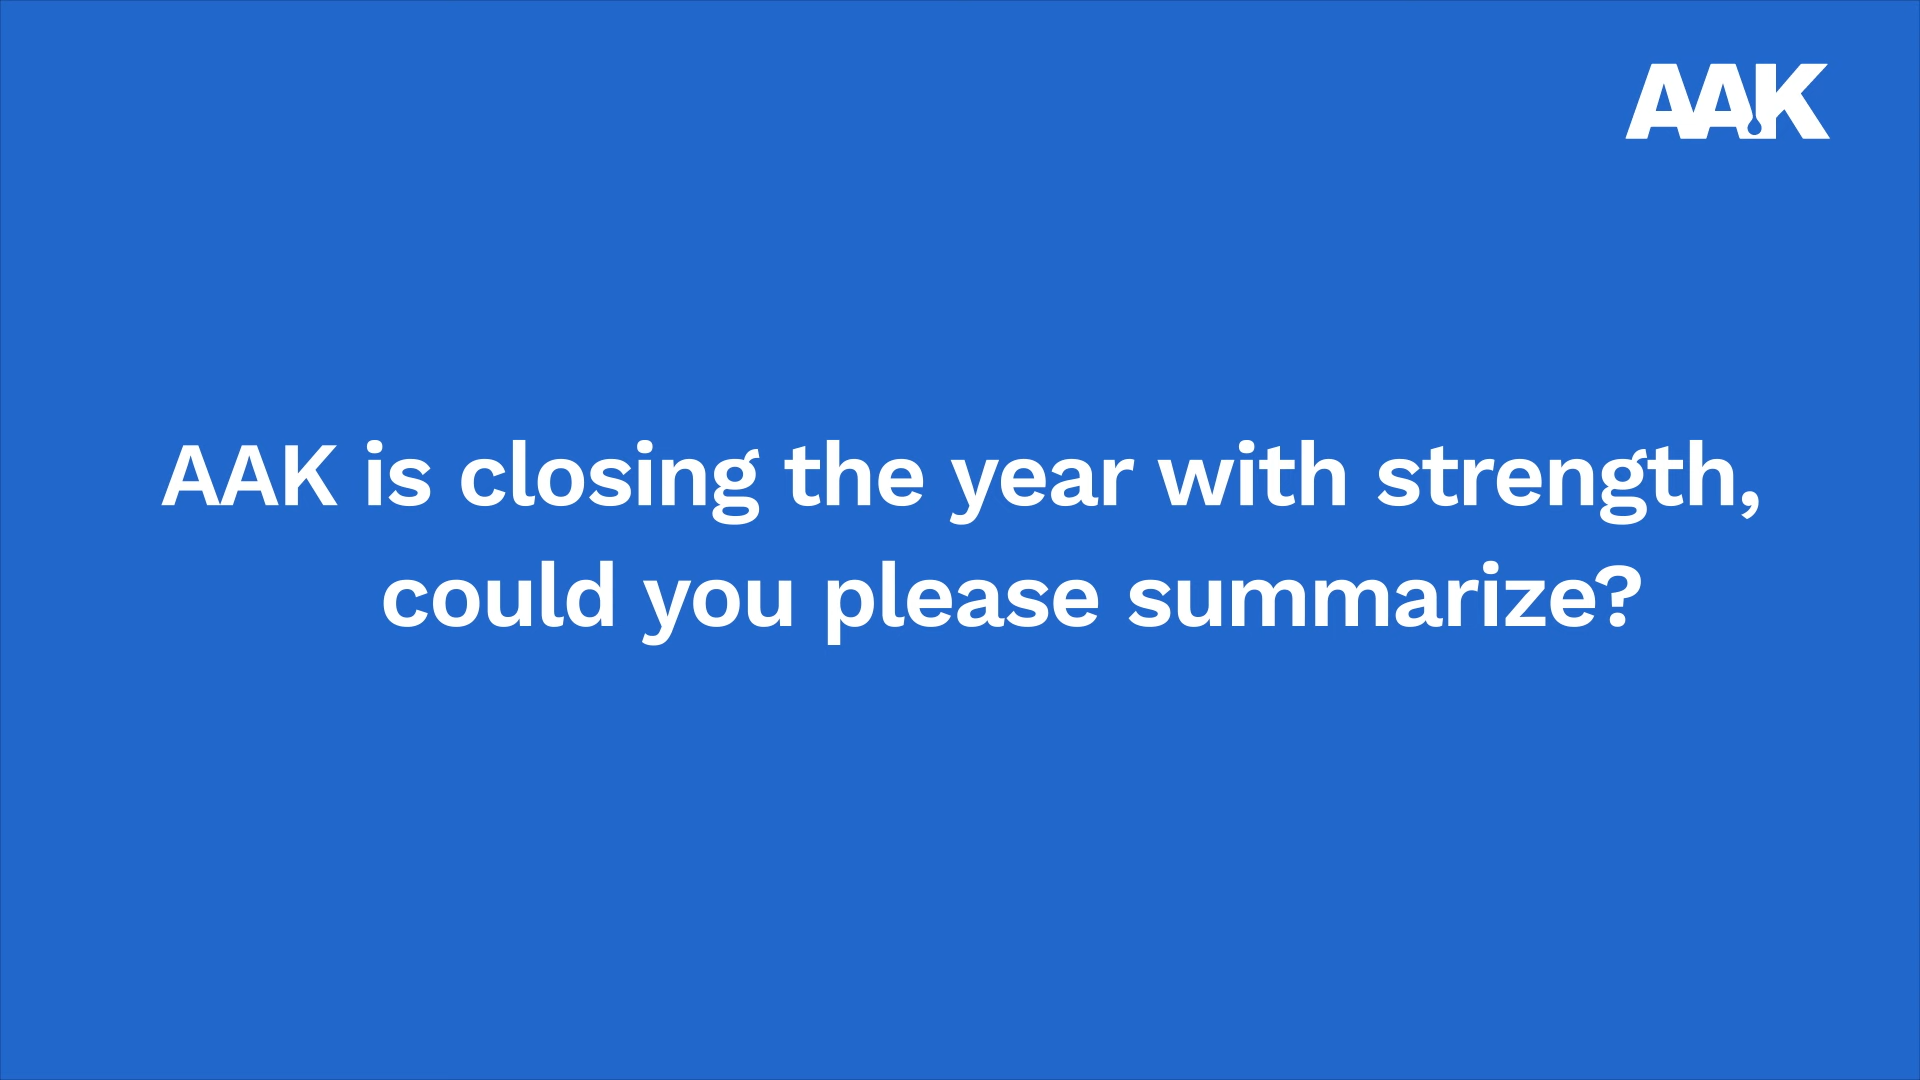 AAK
AAK is closing the year with strength,
could you please summarize?